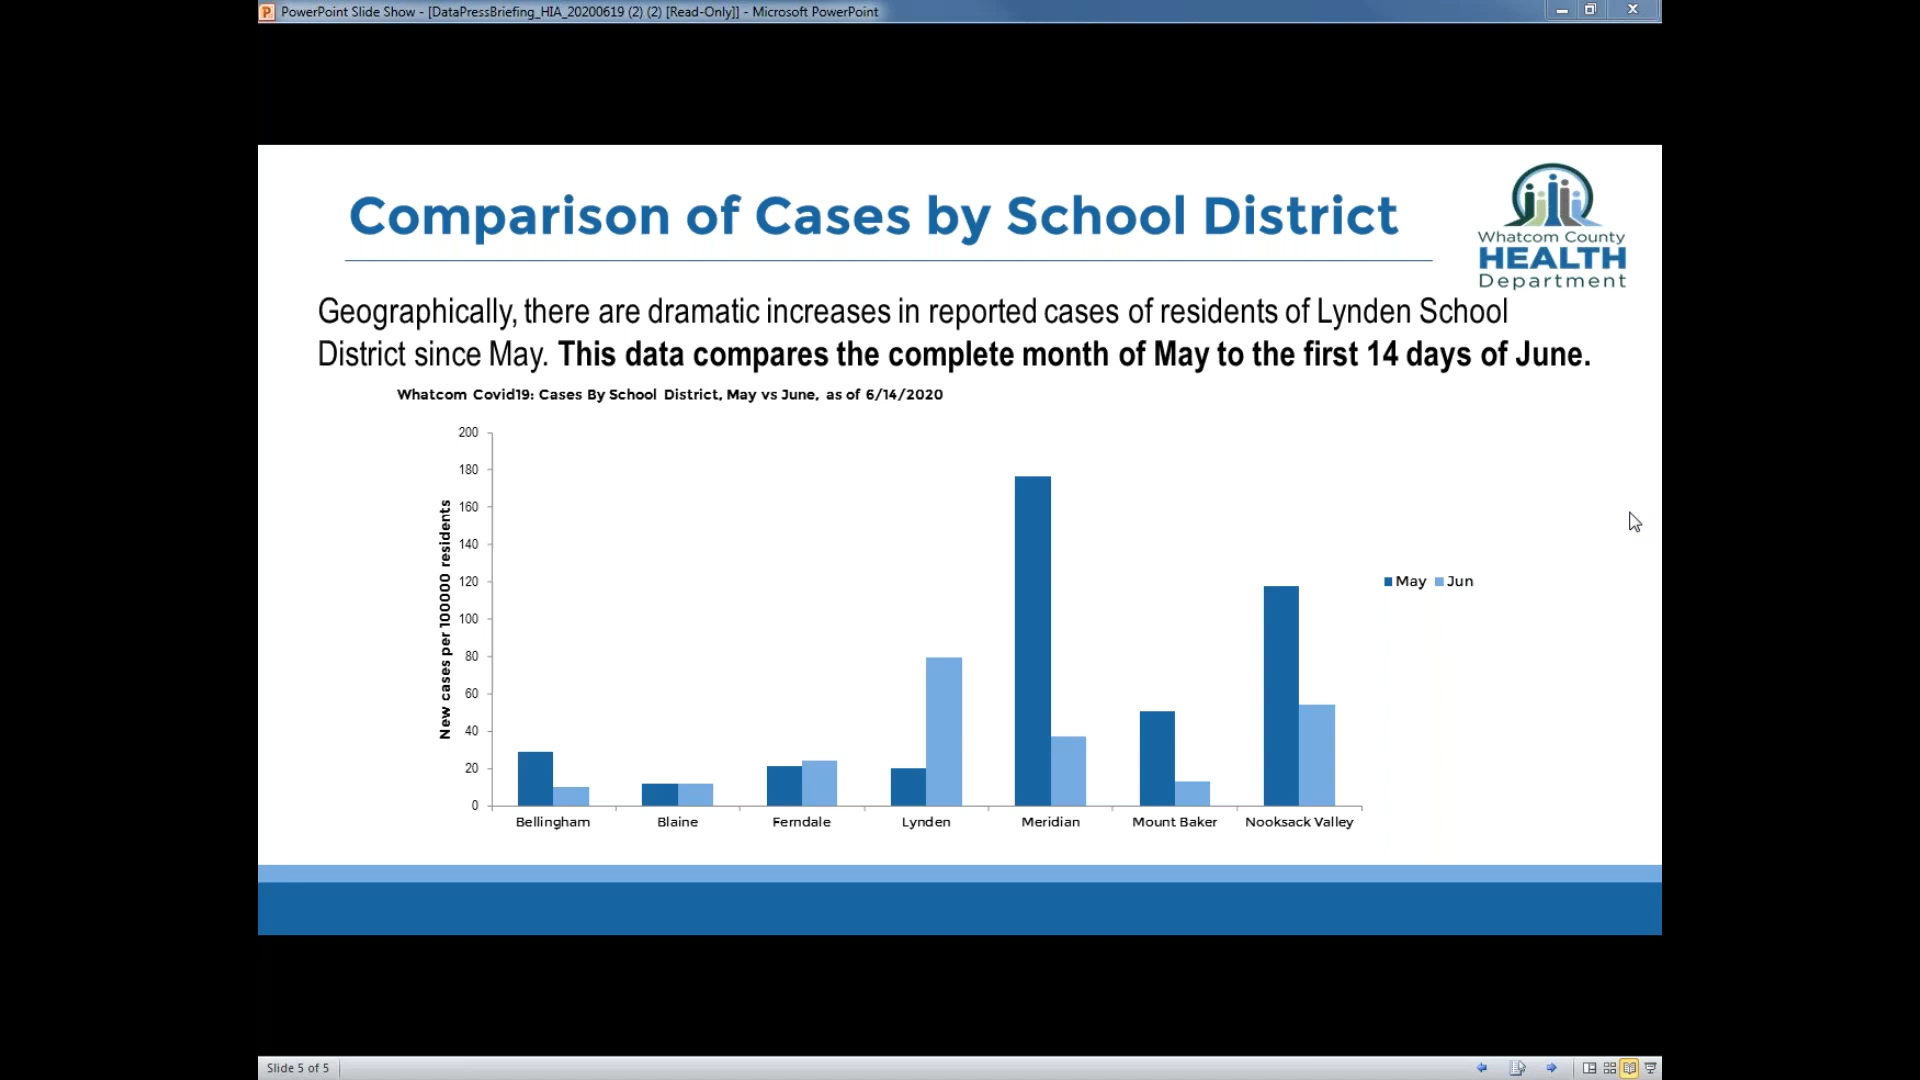 PowerPoint Slide Show - [DataPressBriefing_HIA_20200619 (2) (2) [Read-Only]] - Microsoft PowerPoint
Comparison of Cases by School District
Whatcom County
HEALTH
Department
Geographically, there are dramatic increases in reported cases of residents of Lynden School
District since May. This data compares the complete month of May to the first 14 days of June.
Whatcom Covid19: Cases By School District, May vs June, as of 6/14/2020
New cases per 100000 residents
200
180
160
140
120
100
80
60
40
20
0
May Jun
Bellingham Blaine Ferndale Lynden Meridian Mount Baker Nooksack Valley
Slide 5 of 5